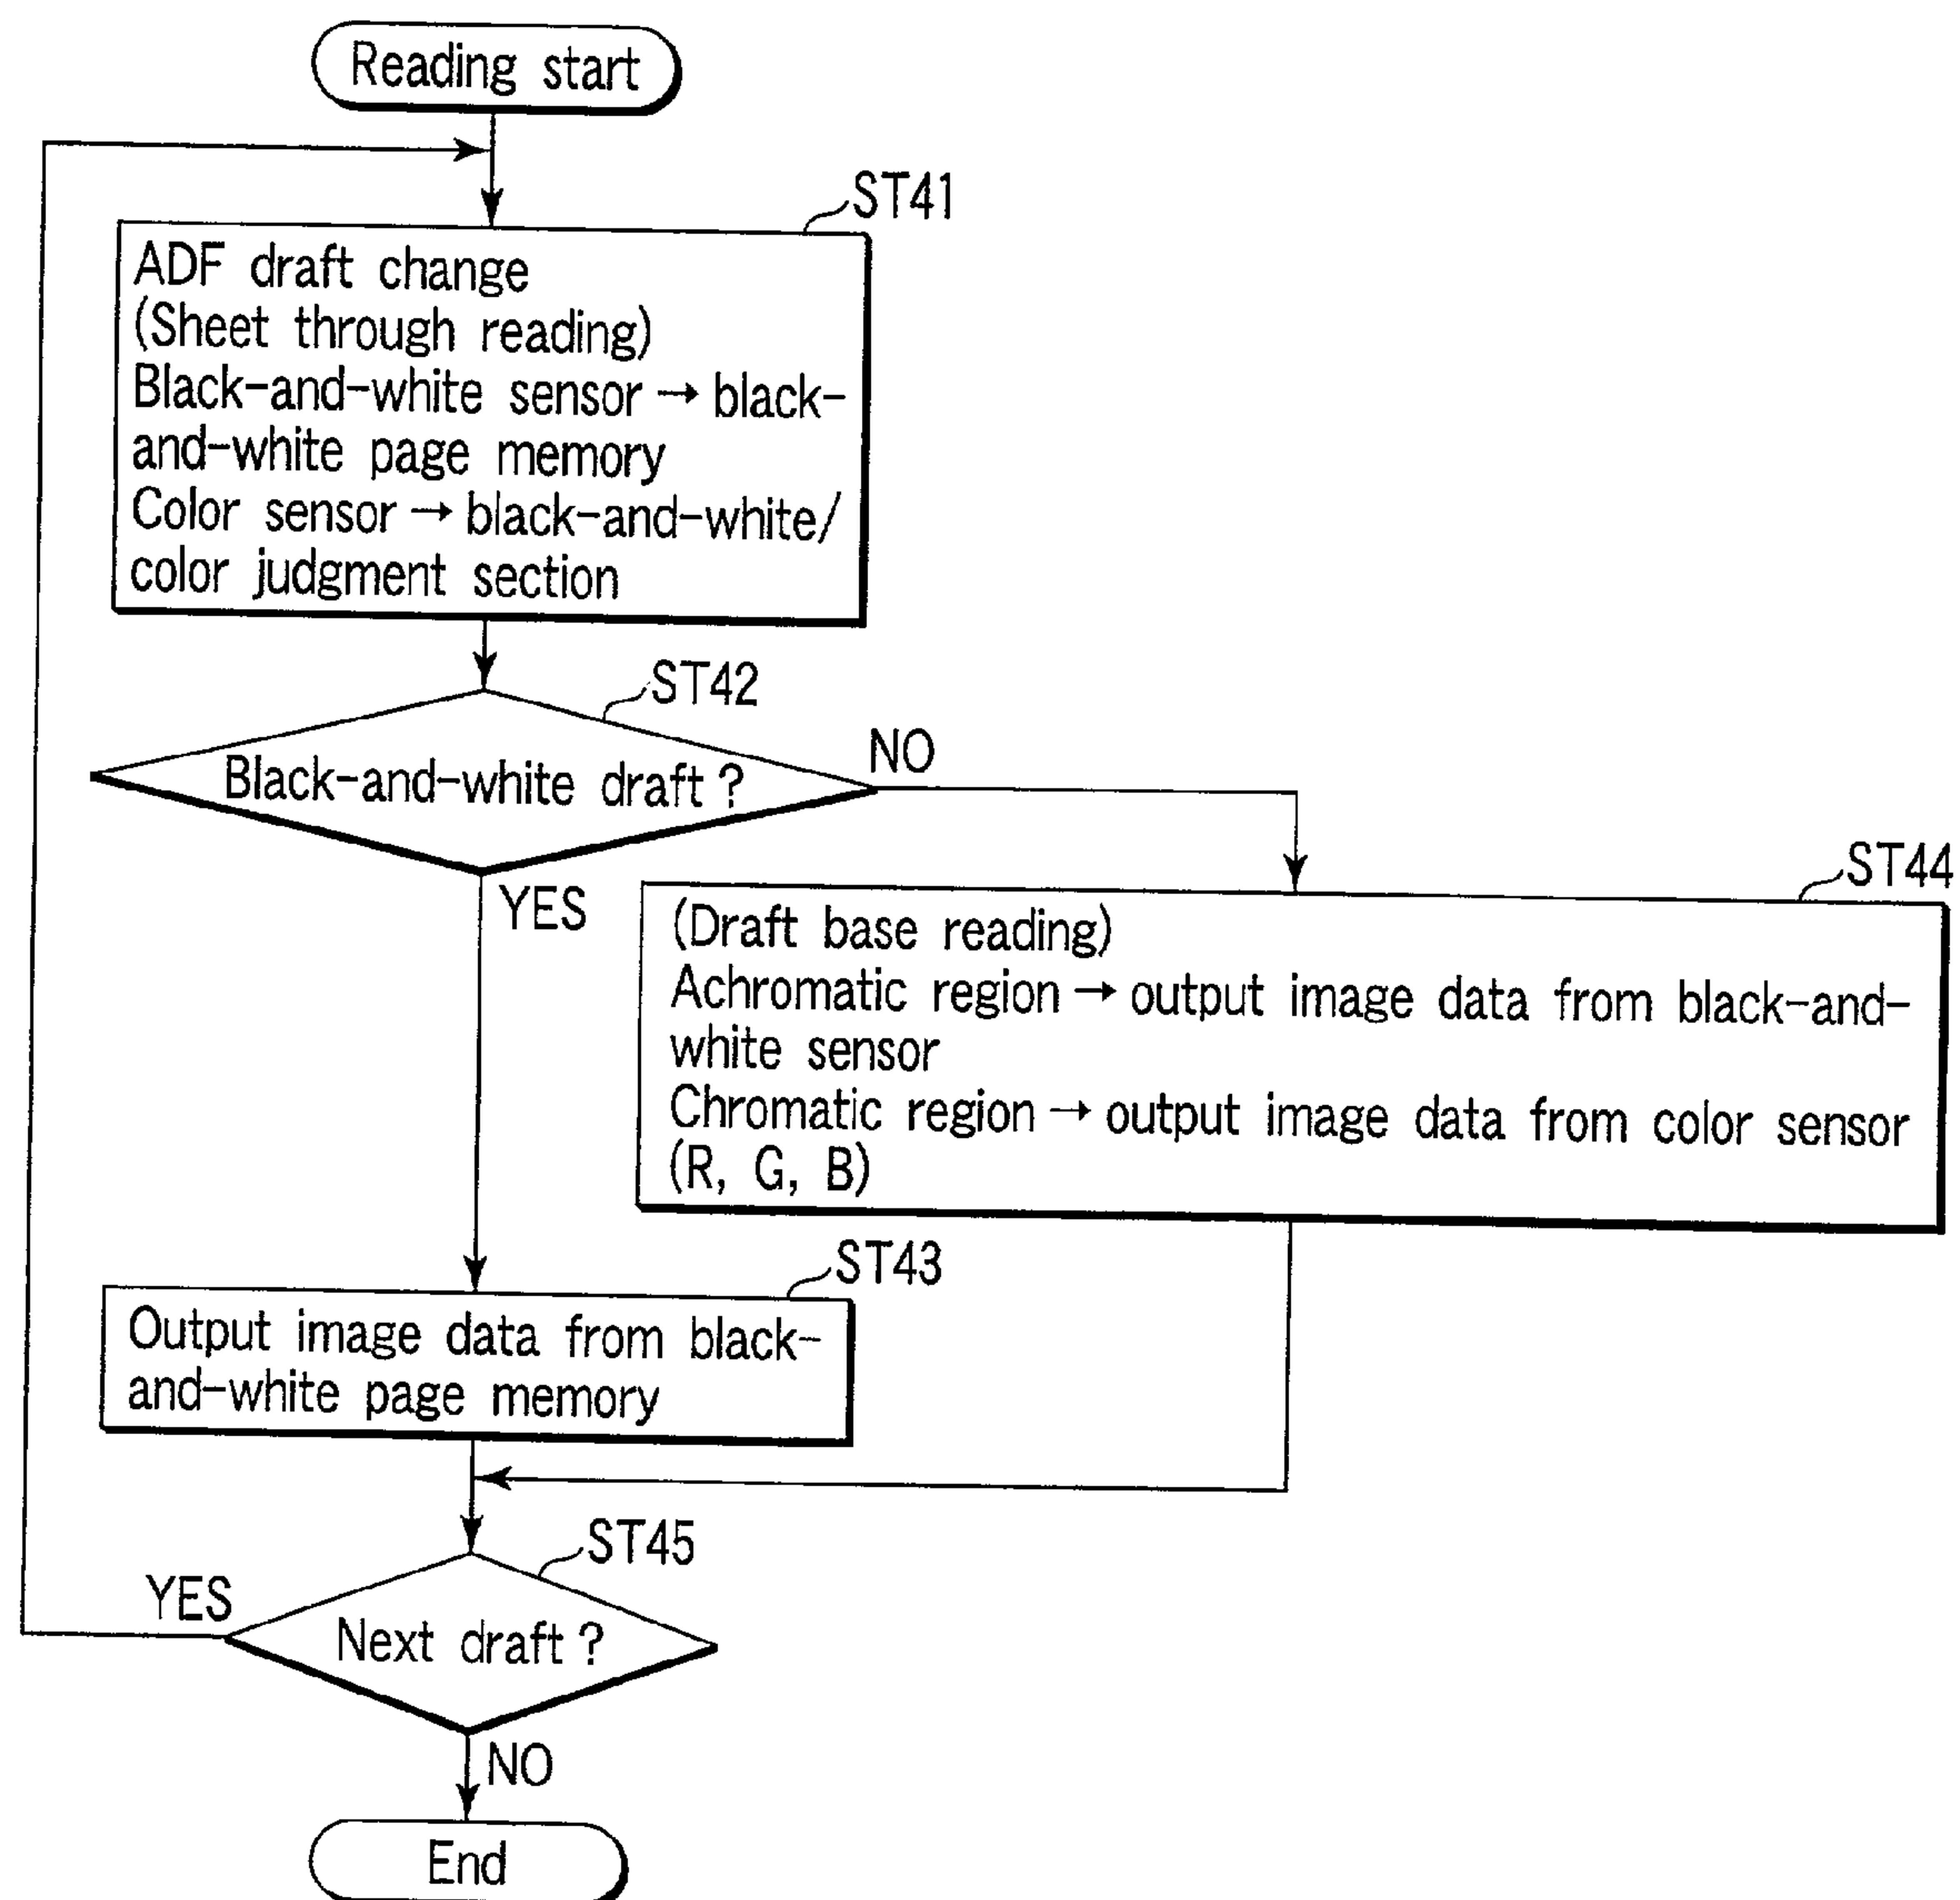 Reading start
ST41
ADF draft change
(Sheet through reading)
Black-and-white sensor → black-
and-white page memory
Color sensor → black-and-white/
color judgment section
ST42
Black-and-white draft ?
NO
YES
ST44
(Draft base reading)
Achromatic region → output image data from black-and-
white sensor
Chromatic region → output image data from color sensor
(R, G, B)
ST43
Output image data from black-
and-white page memory
ST45
YES
Next draft ?
NO
End